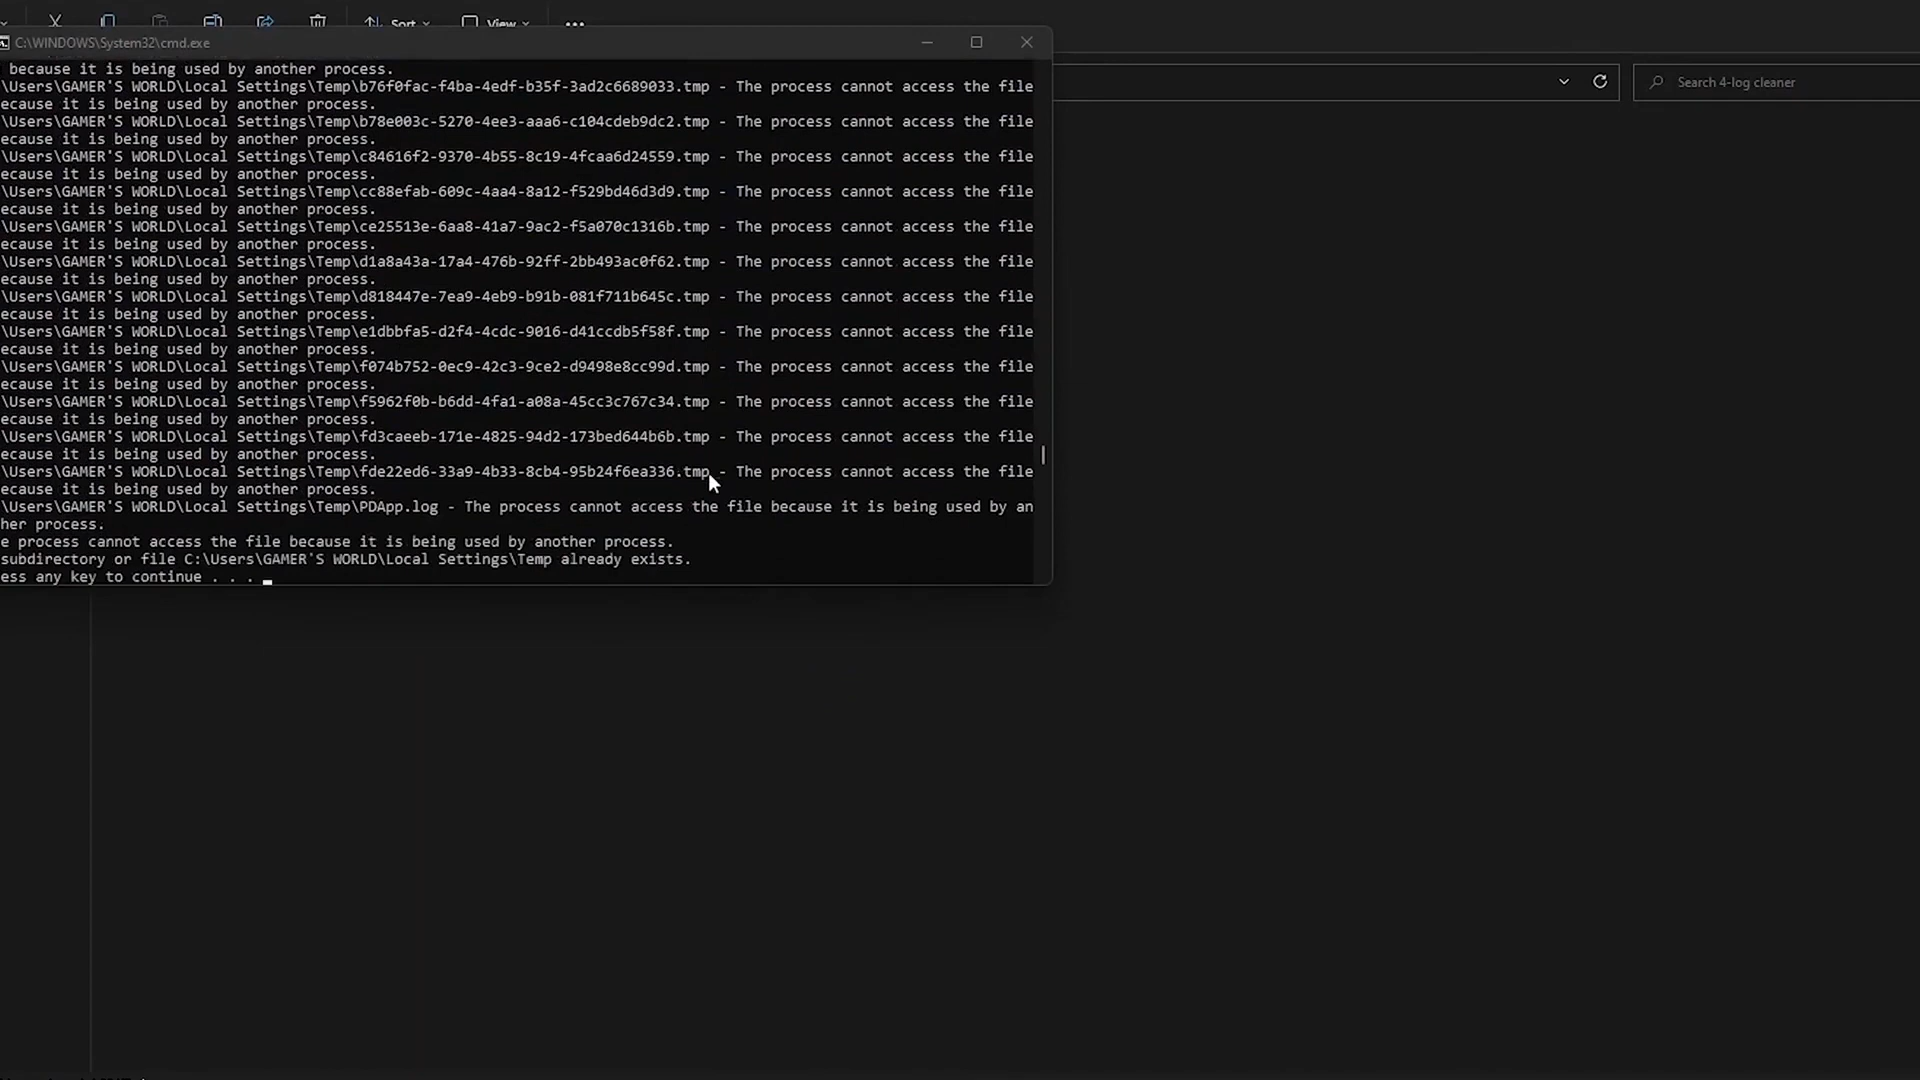 Sort
View
C:\WINDOWS\System32\cmd.exe
Search 4-log cleaner
because it is being used by another process.
\Users\GAMER'S WORLD\Local Settings\Temp\b76f0fac-f4ba-4edf-b35f-3ad2c6689033.tmp - The process cannot access the file
ecause it is being used by another process.
\Users\GAMER'S WORLD\Local Settings\Temp\b78e003c-5270-4ee3-aaa6-c104cdeb9dc2.tmp - The process cannot access the file
ecause it is being used by another process.
\Users\GAMER'S WORLD\Local Settings\Temp\c84616f2-9370-4b55-8c19-4fcaa6d24559.tmp - The process cannot access the file
ecause it is being used by another process.
\Users\GAMER'S WORLD\Local Settings\Temp\cc88efab-609c-4aa4-8a12-f529bd46d3d9.tmp - The process cannot access the file
ecause it is being used by another process.
\Users\GAMER'S WORLD\Local Settings\Temp\ce25513e-6aa8-41a7-9ac2-f5a070c1316b.tmp - The process cannot access the file
ecause it is being used by another process.
\Users\GAMER'S WORLD\Local Settings\Temp\d1a8a43a-17a4-476b-92ff-2bb493ac0f62.tmp - The process cannot access the file
ecause it is being used by another process.
\Users\GAMER'S WORLD\Local Settings\Temp\d818447e-7ea9-4eb9-b91b-081f711b645c.tmp - The process cannot access the file
ecause it is being used by another process.
\Users\GAMER'S WORLD\Local Settings\Temp\e1dbbfa5-d2f4-4cdc-9016-d41ccdb5f58f.tmp - The process cannot access the file
ecause it is being used by another process.
\Users\GAMER'S WORLD\Local Settings\Temp\f074b752-0ec9-42c3-9ce2-d9498e8cc99d.tmp - The process cannot access the file
ecause it is being used by another process.
\Users\GAMER'S WORLD\Local Settings\Temp\f5962f0b-b6dd-4fa1-a08a-45cc3c767c34.tmp - The process cannot access the file
ecause it is being used by another process.
\Users\GAMER'S WORLD\Local Settings\Temp\fd3caeeb-171e-4825-94d2-173bed644b6b.tmp - The process cannot access the file
ecause it is being used by another process.
\Users\GAMER'S WORLD\Local Settings\Temp\fde22ed6-33a9-4b33-8cb4-95b24f6ea336.tmp - The process cannot access the file
ecause it is being used by another process.
\Users\GAMER'S WORLD\Local Settings\Temp\PDApp.log - The process cannot access the file because it is being used by an
her process.
e process cannot access the file because it is being used by another process.
subdirectory or file C:\Users\GAMER'S WORLD\Local Settings\Temp already exists.
ess any key to continue . . .